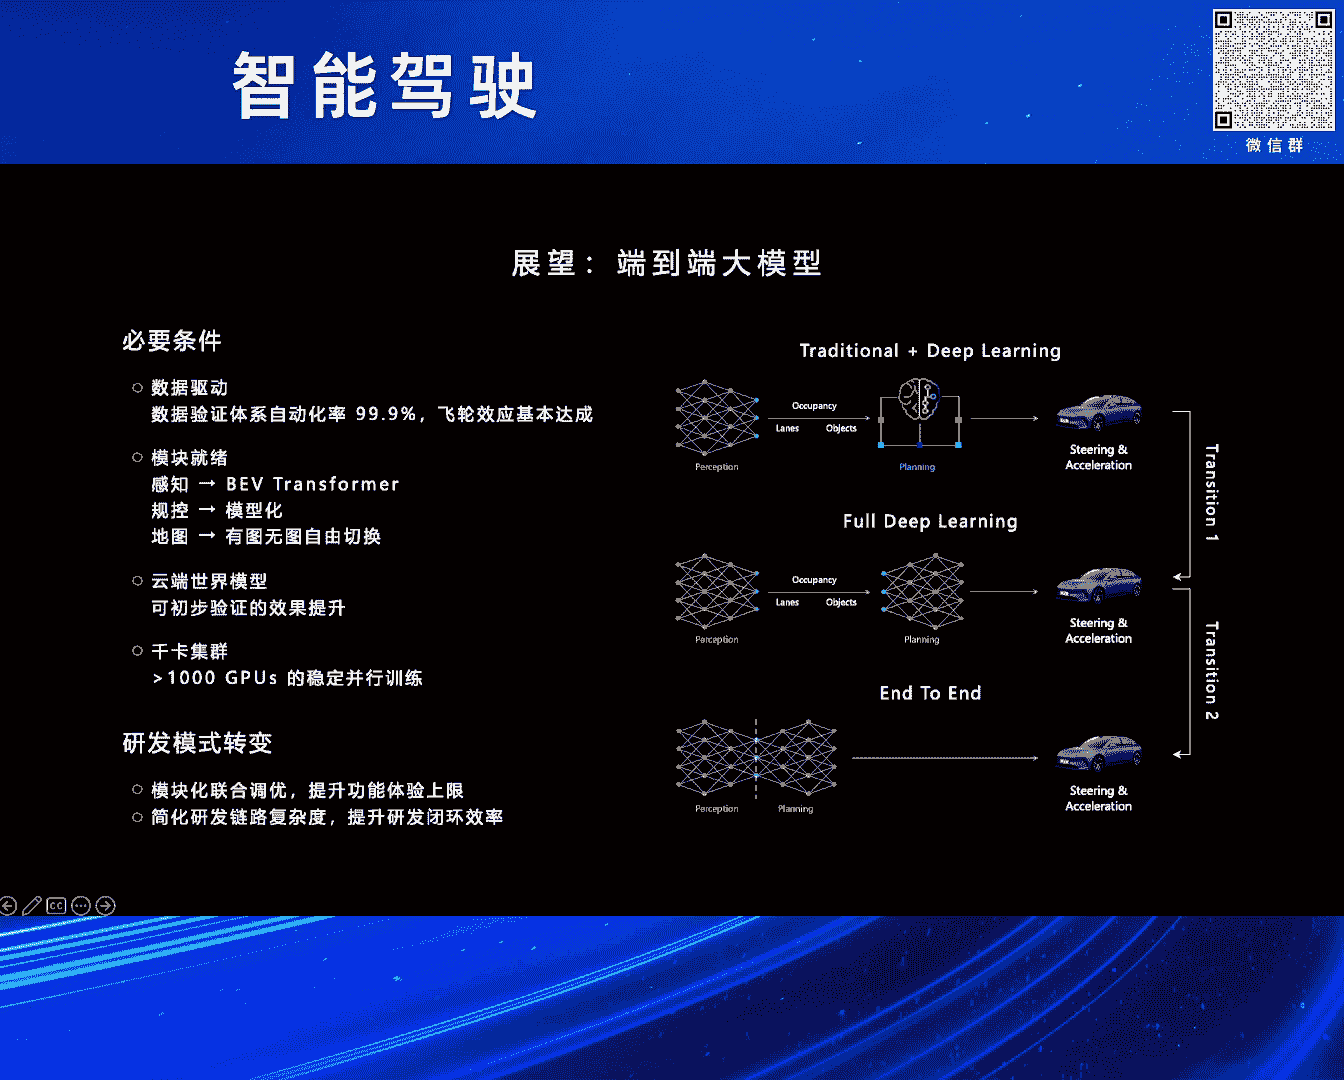 智能驾驶
微信群
展望：端到端大模型
必要条件
数据驱动
数据验证体系自动化率 99.9%，飞轮效应基本达成
模块就绪
感知 → BEV Transformer
规控 → 模型化
地图 → 有图无图自由切换
云端世界模型
可初步验证的效果提升
千卡集群
>1000 GPUs 的稳定并行训练
研发模式转变
模块化联合调优，提升功能体验上限
简化研发链路复杂度，提升研发闭环效率
Traditional + Deep Learning
Occupancy
Lanes Objects
Perception
Planning
Steering &
Acceleration
Transition 1
Full Deep Learning
Occupancy
Lanes Objects
Perception
Planning
Steering &
Acceleration
Transition 2
End To End
Perception
Planning
Steering &
Acceleration
CC